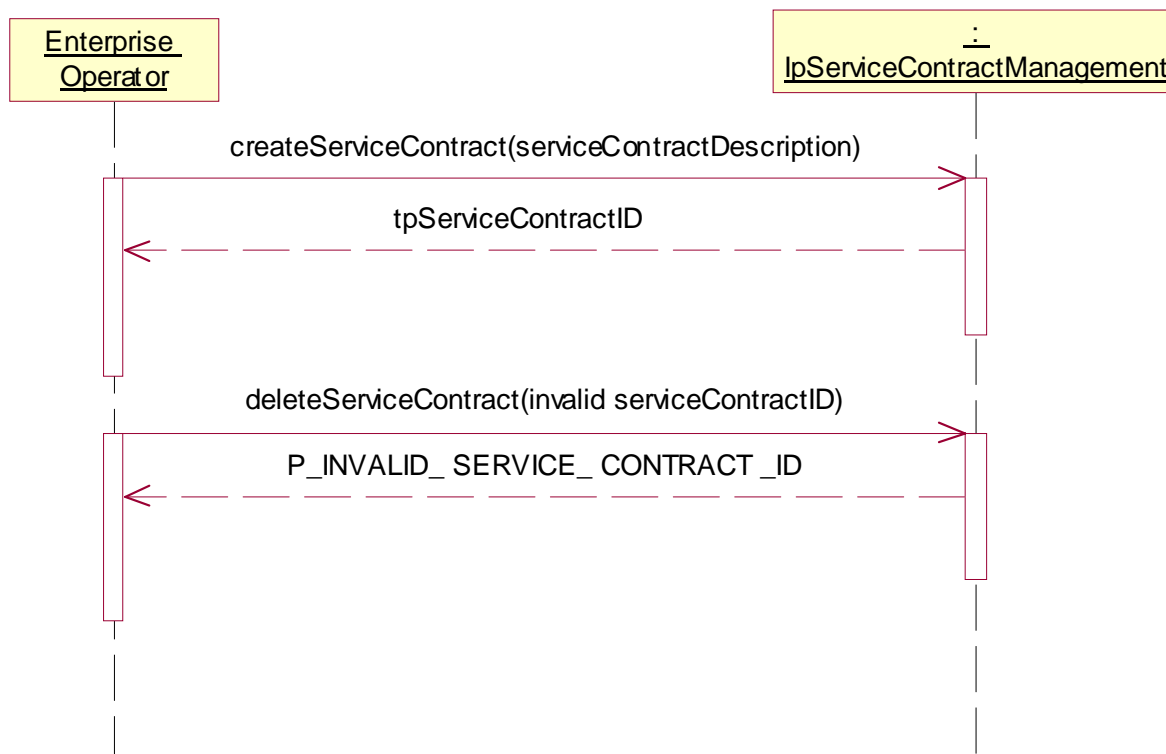 Enterprise
Operator
:
IpServiceContractManagement
createServiceContract(serviceContractDescription)
tpServiceContractID
deleteServiceContract(invalid serviceContractID)
P_INVALID_ SERVICE_ CONTRACT _ID